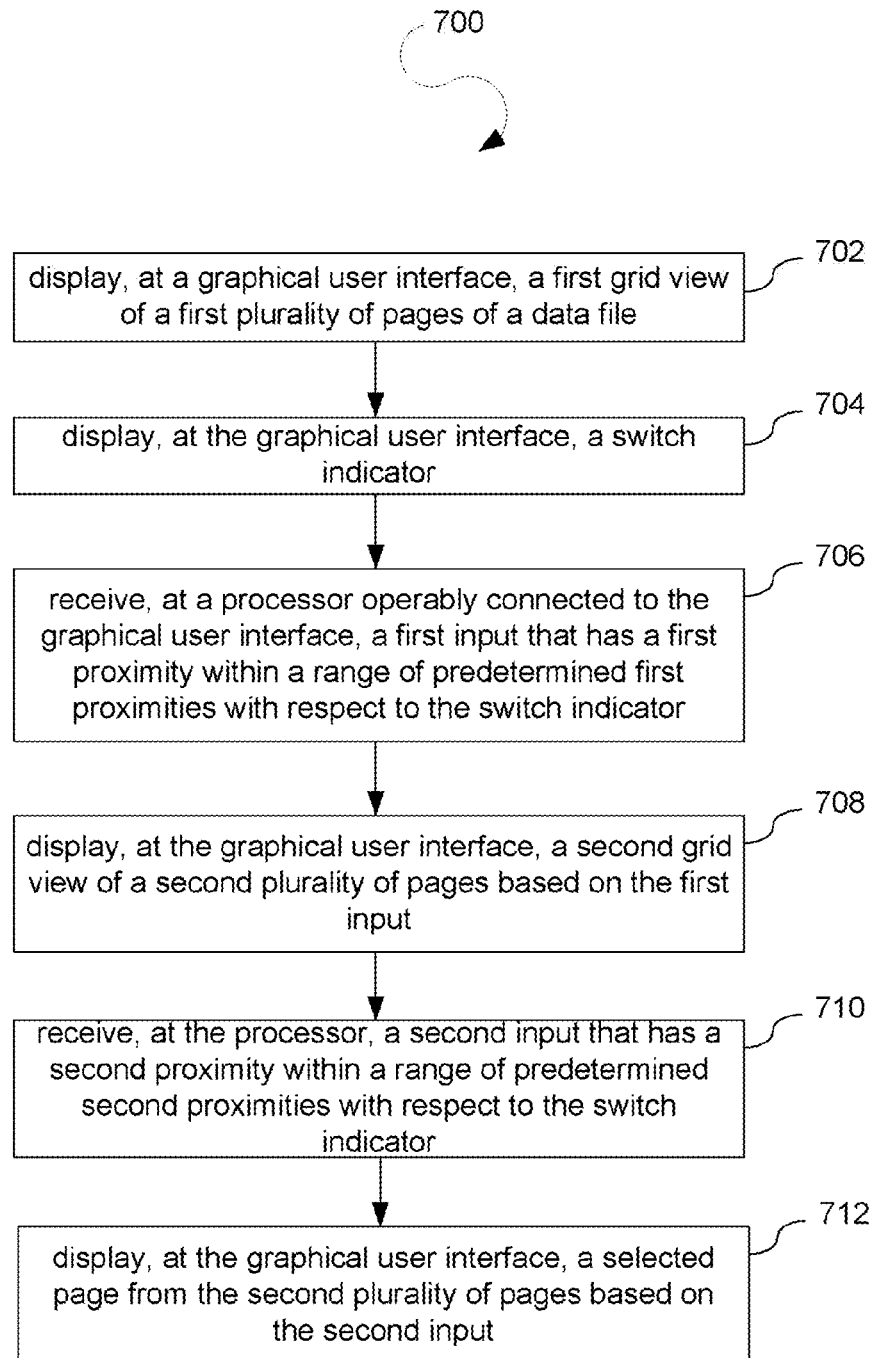 700
702
display, at a graphical user interface, a first grid view
of a first plurality of pages of a data file
704
display, at the graphical user interface, a switch
indicator
706
receive, at a processor operably connected to the
graphical user interface, a first input that has a first
proximity within a range of predetermined first
proximities with respect to the switch indicator
708
display, at the graphical user interface, a second grid
view of a second plurality of pages based on the first
input
710
receive, at the processor, a second input that has a
second proximity within a range of predetermined
second proximities with respect to the switch
indicator
712
display, at the graphical user interface, a selected
page from the second plurality of pages based on
the second input